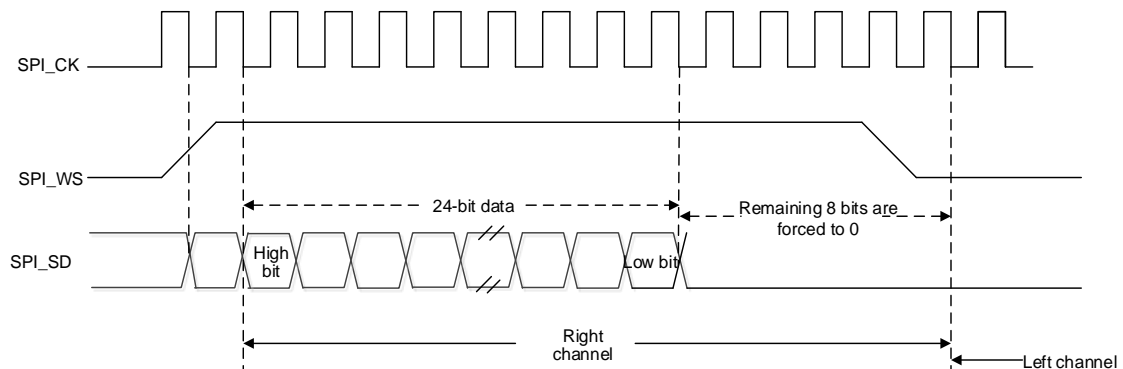 SPI_CK
SPI_WS
24-bit data
Remaining 8 bits are
forced to 0
SPI_SD
High
bit
Low bit
Right
channel
Left channel